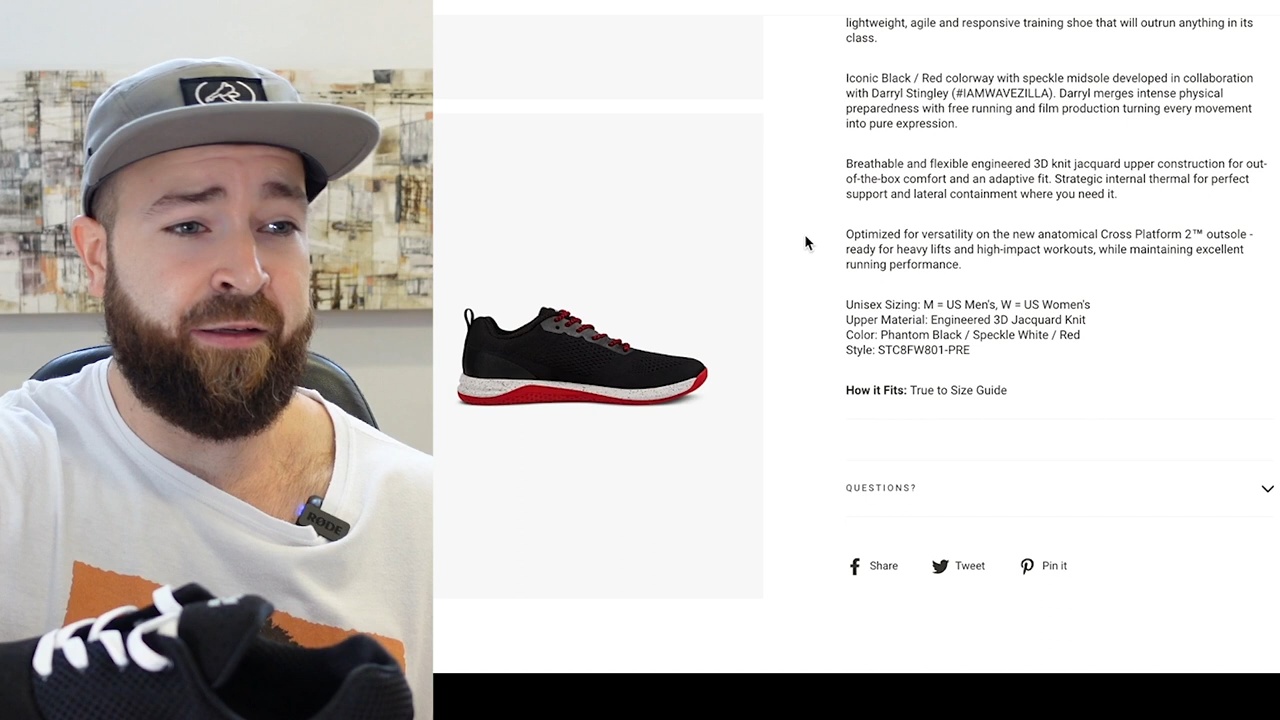 lightweight, agile and responsive training shoe that will outrun anything in its
class.
Iconic Black / Red colorway with speckle midsole developed in collaboration
with Darryl Stingley (#IAMWAVEZILLA). Darryl merges intense physical
preparedness with free running and film production turning every movement
into pure expression.
Breathable and flexible engineered 3D knit jacquard upper construction for out-
of-the-box comfort and an adaptive fit. Strategic internal thermal for perfect
support and lateral containment where you need it.
Optimized for versatility on the new anatomical Cross Platform 2™ outsole -
ready for heavy lifts and high-impact workouts, while maintaining excellent
running performance.
Unisex Sizing: M = US Men's, W = US Women's
Upper Material: Engineered 3D Jacquard Knit
Color: Phantom Black / Speckle White / Red
Style: STC8FW801-PRE
How it Fits: True to Size Guide
QUESTIONS?
Share Tweet Pin it
RØDE